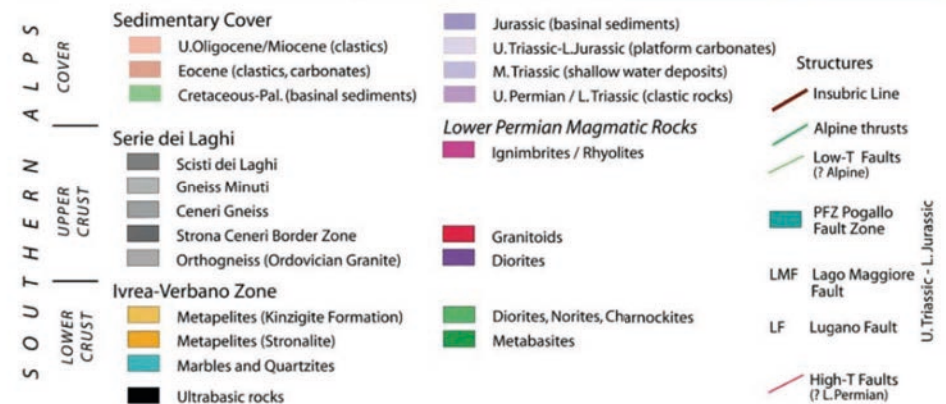 SOUTHERN ALPS
COVER
UPPER CRUST
LOWER CRUST
Sedimentary Cover
U.Oligocene/Miocene (clastics)
Eocene (clastics, carbonates)
Cretaceous-Pal. (basinal sediments)
Serie dei Laghi
Scisti dei Laghi
Gneiss Minuti
Ceneri Gneiss
Strona Ceneri Border Zone
Orthogneiss (Ordovician Granite)
Ivrea-Verbano Zone
Metapelites (Kinzigite Formation)
Metapelites (Stronalite)
Marbles and Quartzites
Ultrabasic rocks
Jurassic (basinal sediments)
U.Triassic-L.Jurassic (platform carbonates)
M.Triassic (shallow water deposits)
U.Permian / L.Triassic (clastic rocks)
Lower Permian Magmatic Rocks
Ignimbrites / Rhyolites
Granitoids
Diorites
Diorites, Norites, Charnockites
Metabasites
Structures
Insubric Line
Alpine thrusts
Low-T Faults
(? Alpine)
PFZ Pogallo
Fault Zone
LMF Lago Maggiore
Fault
LF Lugano Fault
U.Triassic - L.Jurassic
High-T Faults
(? L.Permian)